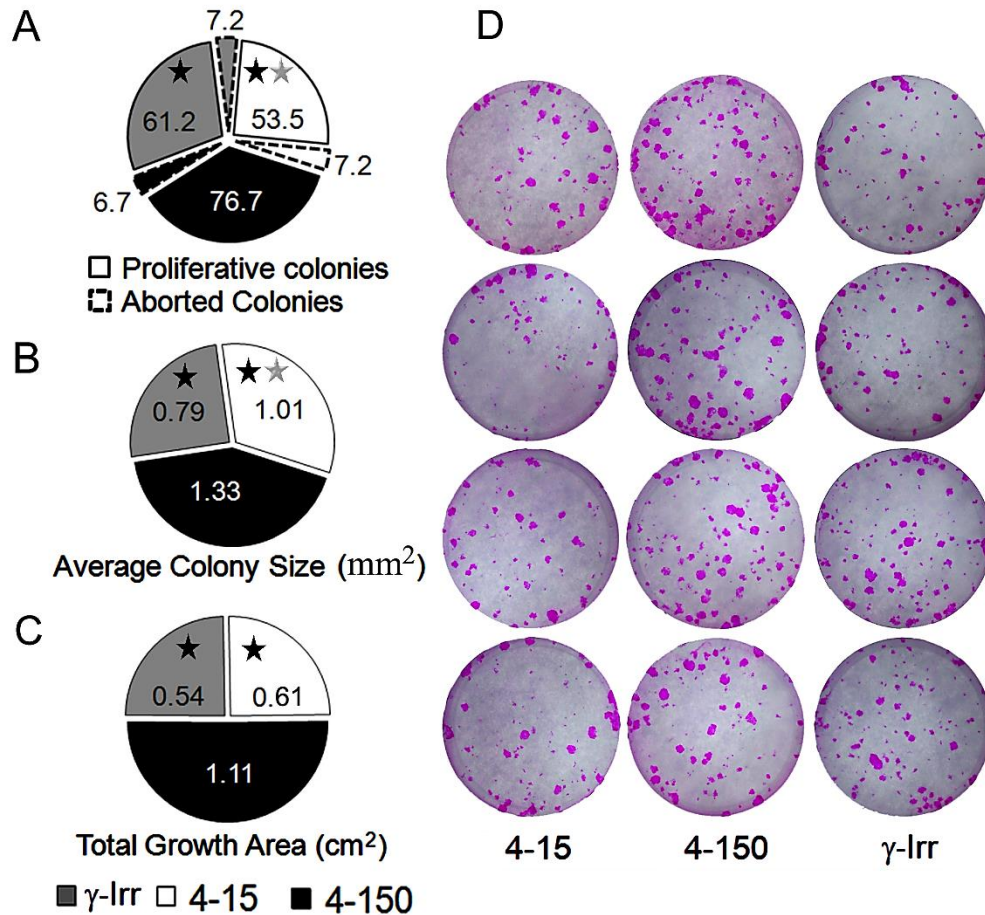 A
7.2
61.2
53.5
7.2
6.7
76.7
Proliferative colonies
Aborted Colonies
B
0.79
1.01
1.33
Average Colony Size (mm²)
C
0.54
0.61
1.11
Total Growth Area (cm²)
γ-Irr 4-15 4-150
D
4-15 4-150 γ-Irr